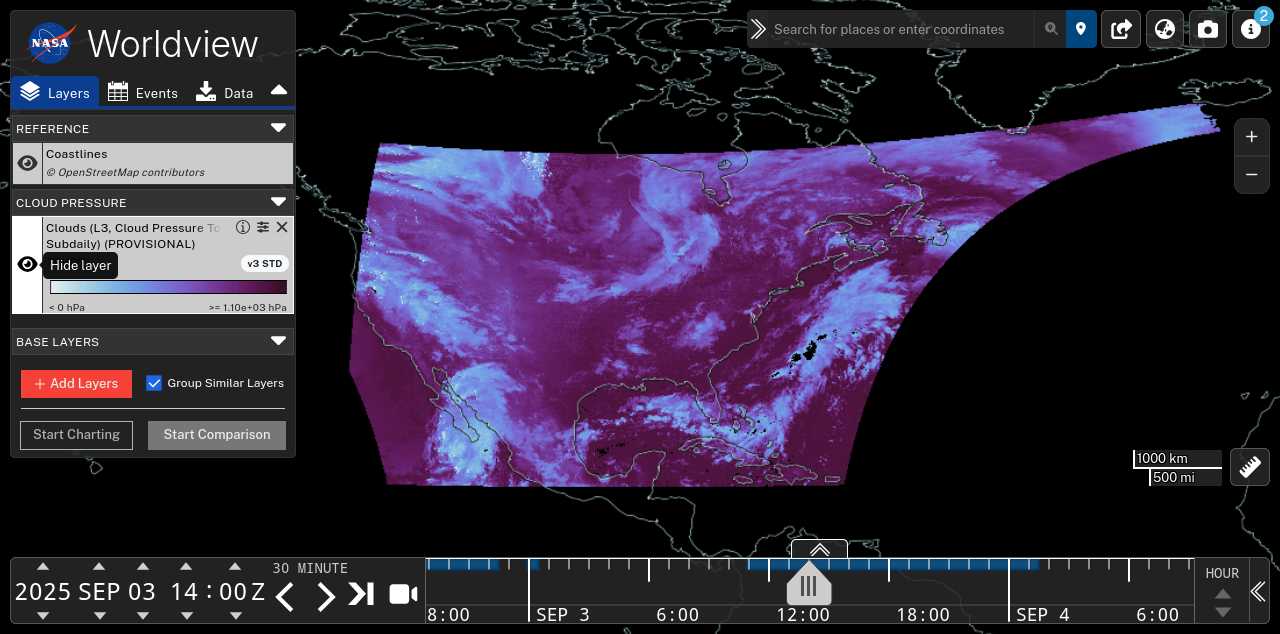 NASA Worldview
Layers Events Data
REFERENCE
Coastlines
© OpenStreetMap contributors
CLOUD PRESSURE
Clouds (L3, Cloud Pressure To
Subdaily) (PROVISIONAL)
Hide layer
v3 STD
< 0 hPa >= 1.10e+03 hPa
BASE LAYERS
+ Add Layers Group Similar Layers
Start Charting Start Comparison
Search for places or enter coordinates
2
+
−
1000 km
500 mi
2025 SEP 03 14:00 Z
30 MINUTE
8:00 SEP 3 6:00 12:00 18:00 SEP 4 6:00
HOUR